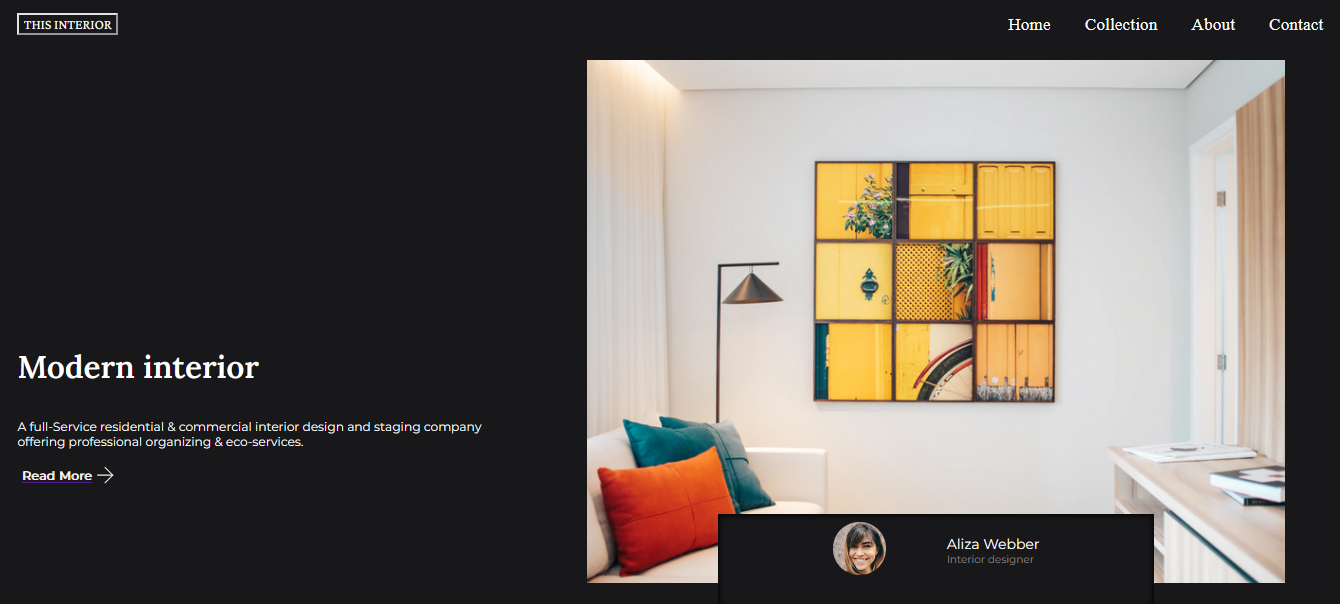 THIS INTERIOR
Home Collection About Contact
Modern interior
A full-Service residential & commercial interior design and staging company
offering professional organizing & eco-services.
Read More
Aliza Webber
Interior designer